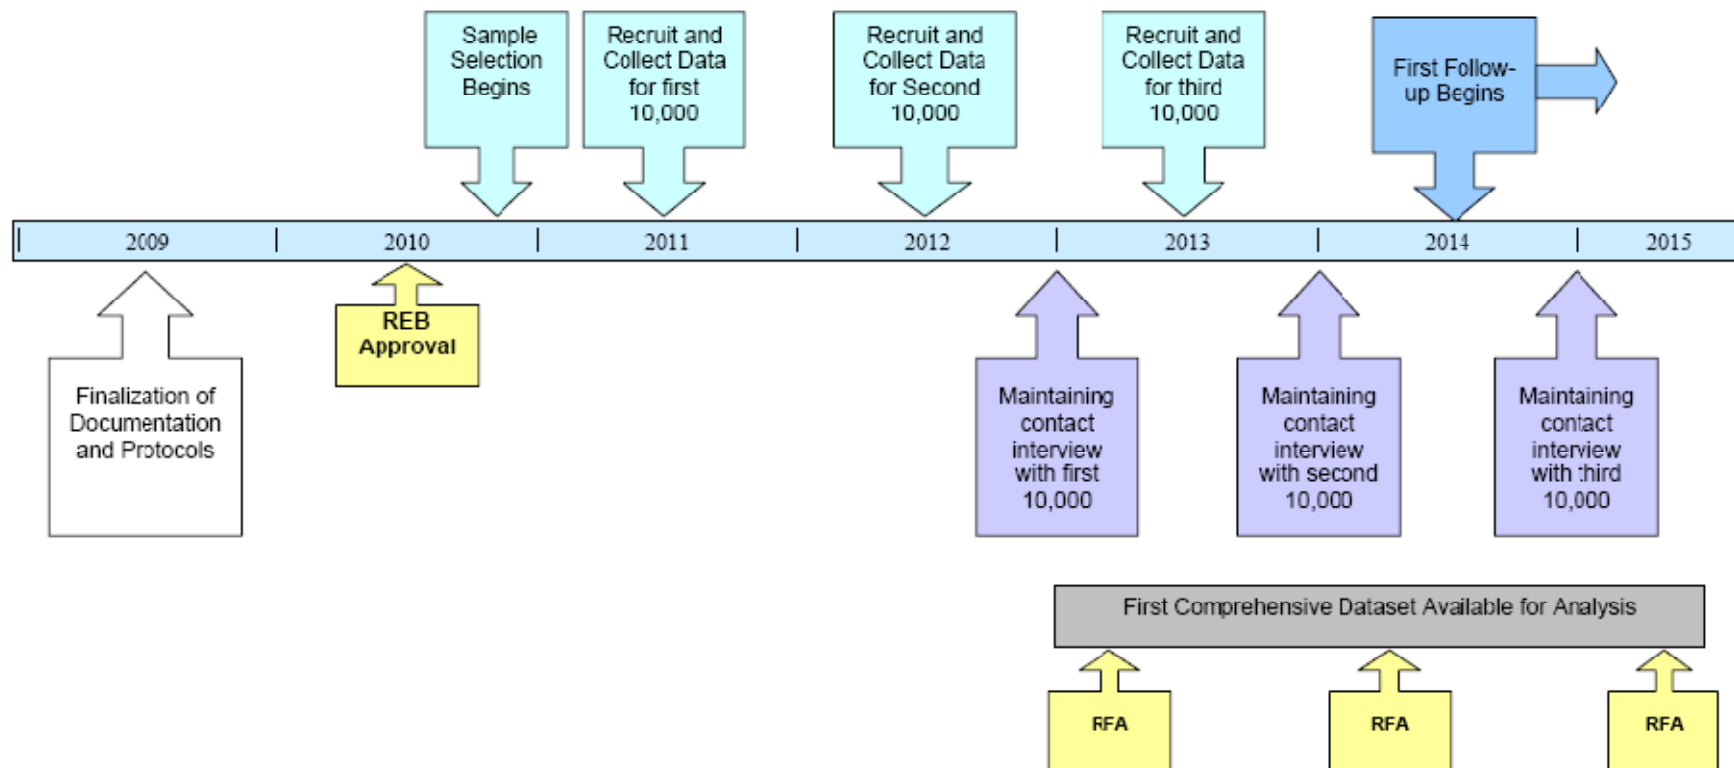 Sample
Selection
Begins
Recruit and
Collect Data
for first
10,000
Recruit and
Collect Data
for Second
10,000
Recruit and
Collect Data
for third
10,000
First Follow-
up Begins
2009
2010
2011
2012
2013
2014
2015
Finalization of
Documentation
and Protocols
REB
Approval
Maintaining
contact
interview
with first
10,000
Maintaining
contact
interview
with second
10,000
Maintaining
contact
interview
with third
10,000
First Comprehensive Dataset Available for Analysis
RFA
RFA
RFA